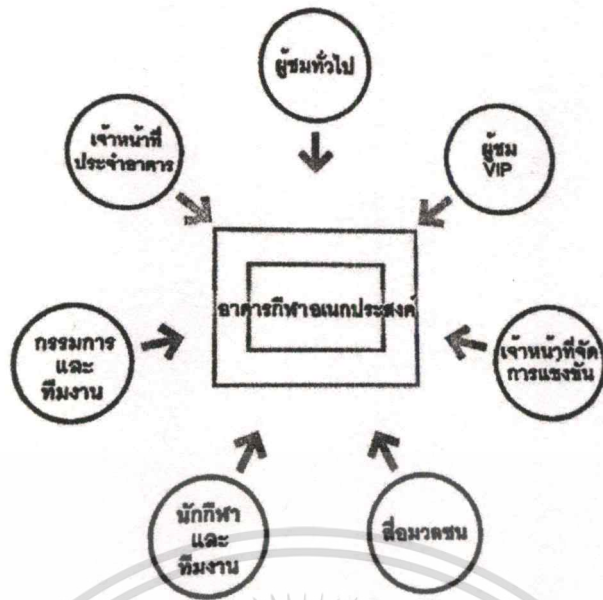 ผู้ชมทั่วไป
เจ้าหน้าที่
ประจำอาคาร
ผู้ชม
VIP
อาคารกีฬาอเนกประสงค์
กรรมการ
และ
ทีมงาน
เจ้าหน้าที่จัด
การแข่งขัน
นักกีฬา
และ
ทีมงาน
สื่อมวลชน